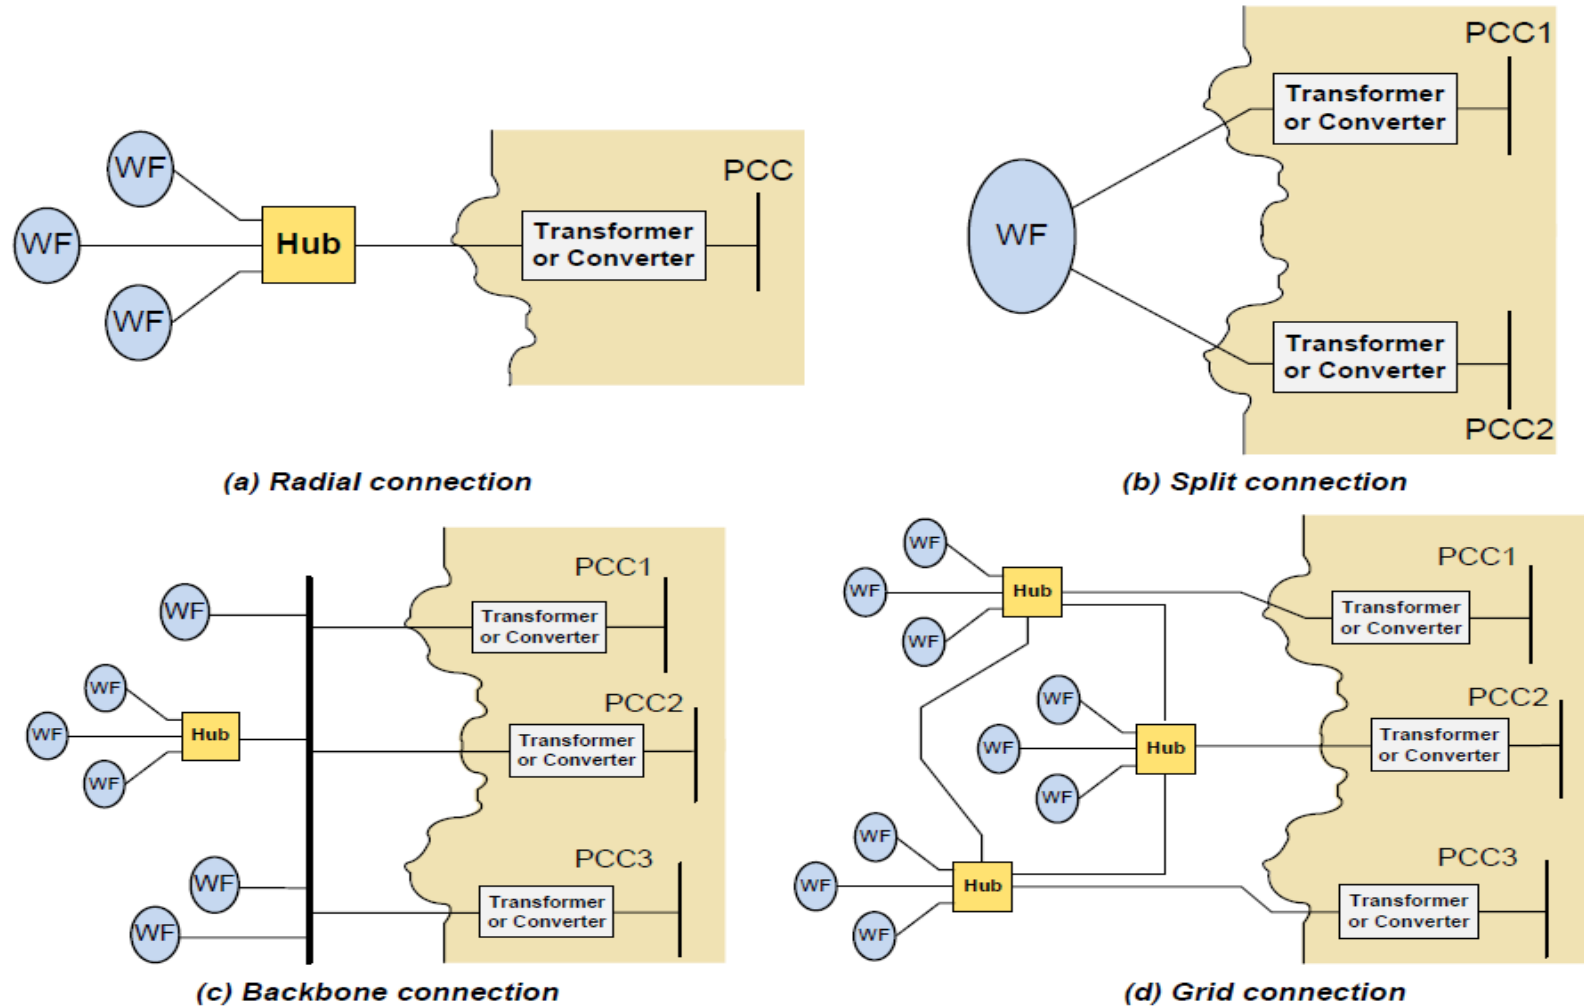 WF
WF
WF
Hub
Transformer
or Converter
PCC
(a) Radial connection
WF
PCC1
Transformer
or Converter
Transformer
or Converter
PCC2
(b) Split connection
WF
WF
WF
WF
Hub
WF
WF
PCC1
Transformer
or Converter
PCC2
Transformer
or Converter
PCC3
Transformer
or Converter
(c) Backbone connection
WF
WF
WF
Hub
WF
WF
WF
Hub
WF
WF
WF
Hub
PCC1
Transformer
or Converter
PCC2
Transformer
or Converter
PCC3
Transformer
or Converter
(d) Grid connection